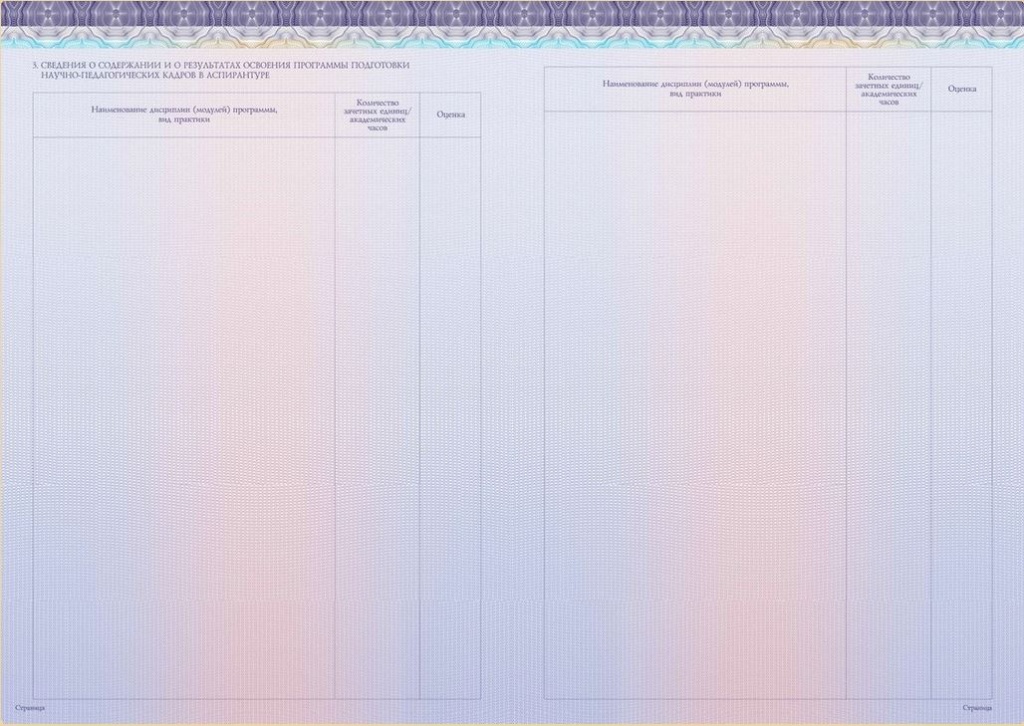 3. СВЕДЕНИЯ О СОДЕРЖАНИИ И О РЕЗУЛЬТАТАХ ОСВОЕНИЯ ПРОГРАММЫ ПОДГОТОВКИ
НАУЧНО-ПЕДАГОГИЧЕСКИХ КАДРОВ В АСПИРАНТУРЕ
Наименование дисциплин (модулей) программы,
вид практики
Количество
зачетных единиц/
академических
часов
Оценка
Страница
Наименование дисциплин (модулей) программы,
вид практики
Количество
зачетных единиц/
академических
часов
Оценка
Страница